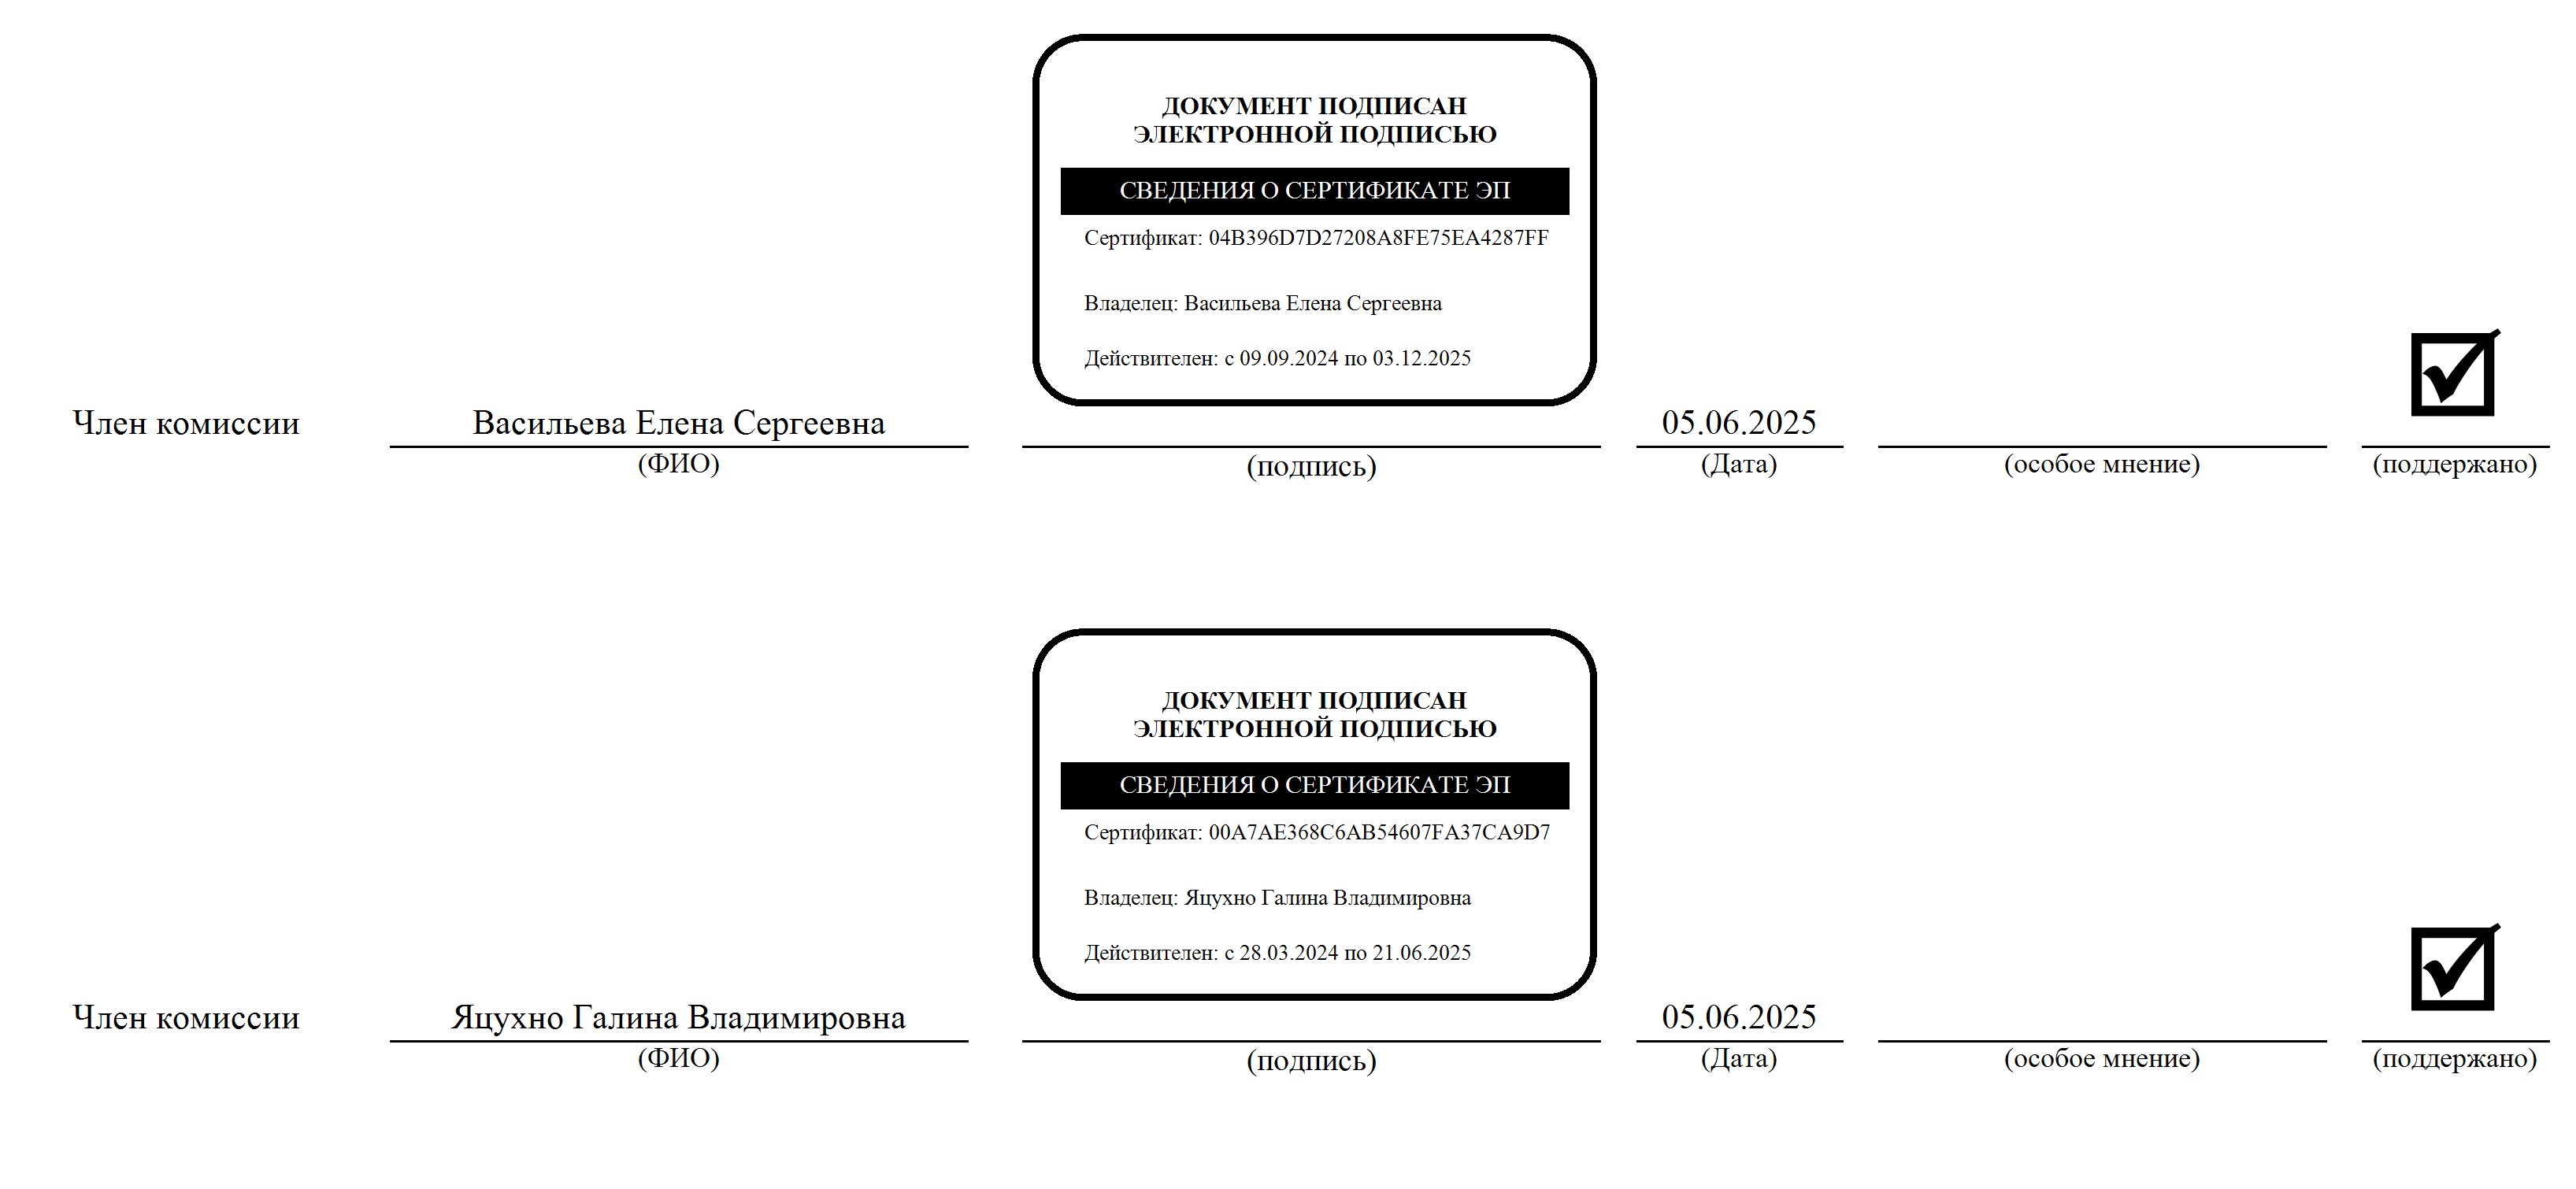 ДОКУМЕНТ ПОДПИСАН
ЭЛЕКТРОННОЙ ПОДПИСЬЮ
СВЕДЕНИЯ О СЕРТИФИКАТЕ ЭП
Сертификат: 04B396D7D27208A8FE75EA4287FF
Владелец: Васильева Елена Сергеевна
Действителен: с 09.09.2024 по 03.12.2025
Член комиссии Васильева Елена Сергеевна 05.06.2025
(ФИО) (подпись) (Дата) (особое мнение) (поддержано)
ДОКУМЕНТ ПОДПИСАН
ЭЛЕКТРОННОЙ ПОДПИСЬЮ
СВЕДЕНИЯ О СЕРТИФИКАТЕ ЭП
Сертификат: 00A7AE368C6AB54607FA37CA9D7
Владелец: Яцухно Галина Владимировна
Действителен: с 28.03.2024 по 21.06.2025
Член комиссии Яцухно Галина Владимировна 05.06.2025
(ФИО) (подпись) (Дата) (особое мнение) (поддержано)